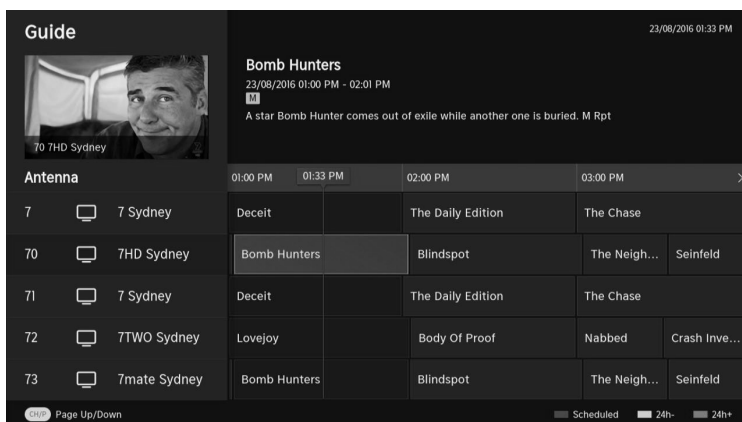 Guide
23/08/2016 01:33 PM
Bomb Hunters
23/08/2016 01:00 PM - 02:01 PM
M
A star Bomb Hunter comes out of exile while another one is buried. M Rpt
70 7HD Sydney
Antenna
01:00 PM 01:33 PM 02:00 PM 03:00 PM
7 7 Sydney Deceit The Daily Edition The Chase
70 7HD Sydney Bomb Hunters Blindspot The Neigh... Seinfeld
71 7 Sydney Deceit The Daily Edition The Chase
72 7TWO Sydney Lovejoy Body Of Proof Nabbed Crash Inve...
73 7mate Sydney Bomb Hunters Blindspot The Neigh... Seinfeld
CH/P Page Up/Down Scheduled 24h- 24h+